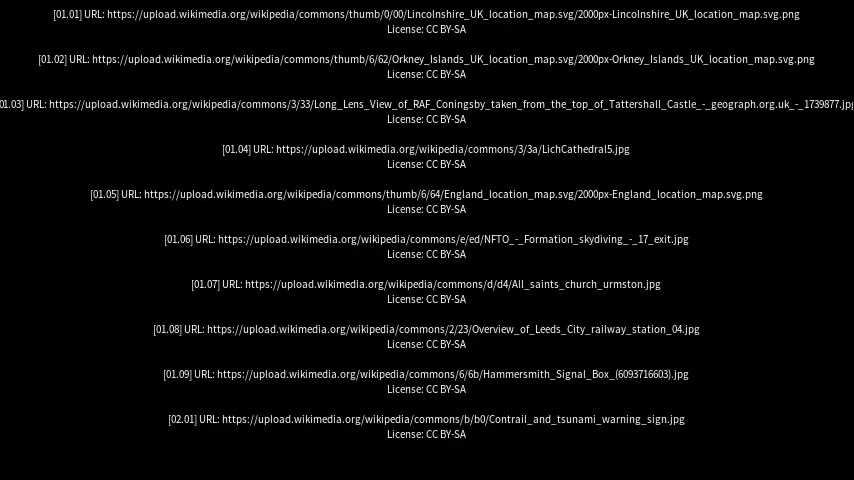 [01.01] URL: https://upload.wikimedia.org/wikipedia/commons/thumb/0/00/Lincolnshire_UK_location_map.svg/2000px-Lincolnshire_UK_location_map.svg.png
License: CC BY-SA
[01.02] URL: https://upload.wikimedia.org/wikipedia/commons/thumb/6/62/Orkney_Islands_UK_location_map.svg/2000px-Orkney_Islands_UK_location_map.svg.png
License: CC BY-SA
01.03] URL: https://upload.wikimedia.org/wikipedia/commons/3/33/Long_Lens_View_of_RAF_Coningsby_taken_from_the_top_of_Tattershall_Castle_-_geograph.org.uk_-_1739877.jp
License: CC BY-SA
[01.04] URL: https://upload.wikimedia.org/wikipedia/commons/3/3a/LichCathedral5.jpg
License: CC BY-SA
[01.05] URL: https://upload.wikimedia.org/wikipedia/commons/thumb/6/64/England_location_map.svg/2000px-England_location_map.svg.png
License: CC BY-SA
[01.06] URL: https://upload.wikimedia.org/wikipedia/commons/e/ed/NFTO_-_Formation_skydiving_-_17_exit.jpg
License: CC BY-SA
[01.07] URL: https://upload.wikimedia.org/wikipedia/commons/d/d4/All_saints_church_urmston.jpg
License: CC BY-SA
[01.08] URL: https://upload.wikimedia.org/wikipedia/commons/2/23/Overview_of_Leeds_City_railway_station_04.jpg
License: CC BY-SA
[01.09] URL: https://upload.wikimedia.org/wikipedia/commons/6/6b/Hammersmith_Signal_Box_(6093716603).jpg
License: CC BY-SA
[02.01] URL: https://upload.wikimedia.org/wikipedia/commons/b/b0/Contrail_and_tsunami_warning_sign.jpg
License: CC BY-SA